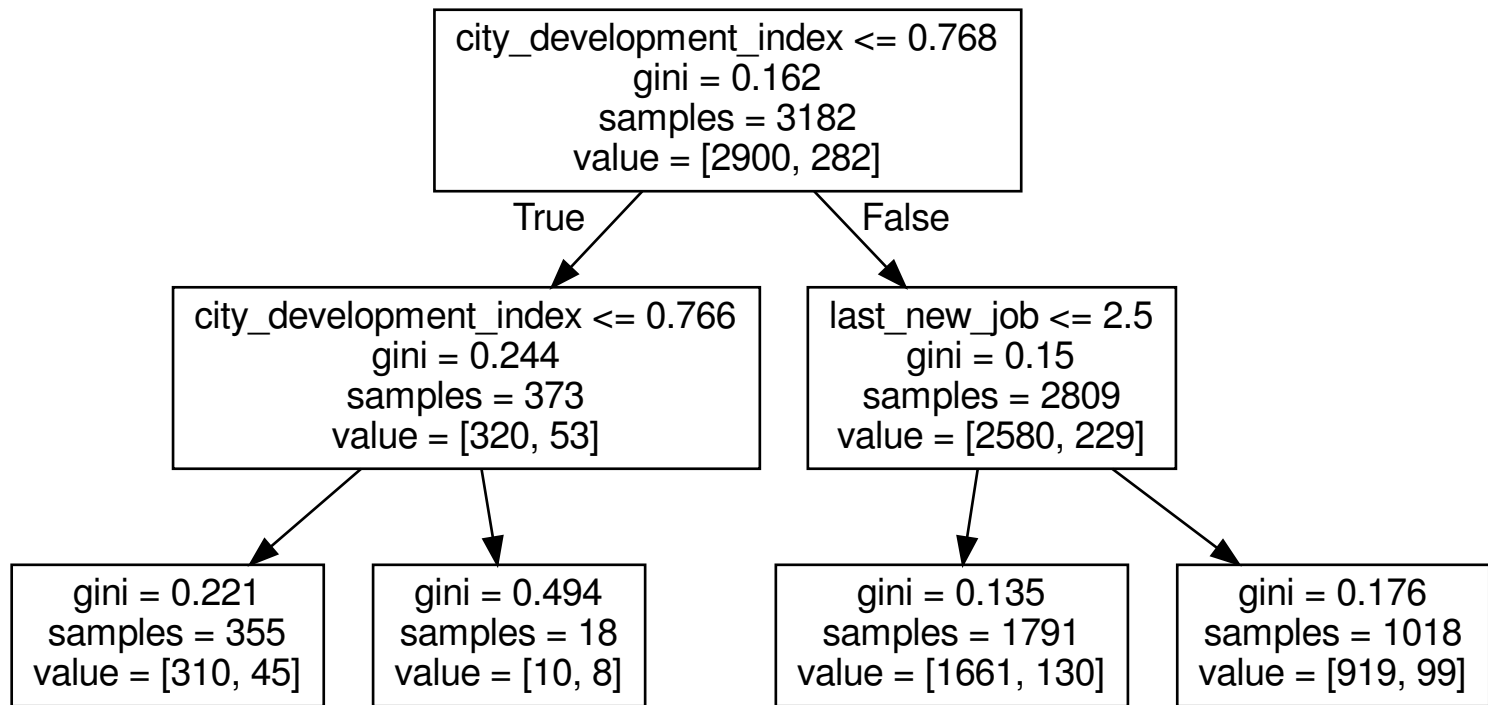 city_development_index <= 0.768
gini = 0.162
samples = 3182
value = [2900, 282]
True
False
city_development_index <= 0.766
gini = 0.244
samples = 373
value = [320, 53]
last_new_job <= 2.5
gini = 0.15
samples = 2809
value = [2580, 229]
gini = 0.221
samples = 355
value = [310, 45]
gini = 0.494
samples = 18
value = [10, 8]
gini = 0.135
samples = 1791
value = [1661, 130]
gini = 0.176
samples = 1018
value = [919, 99]